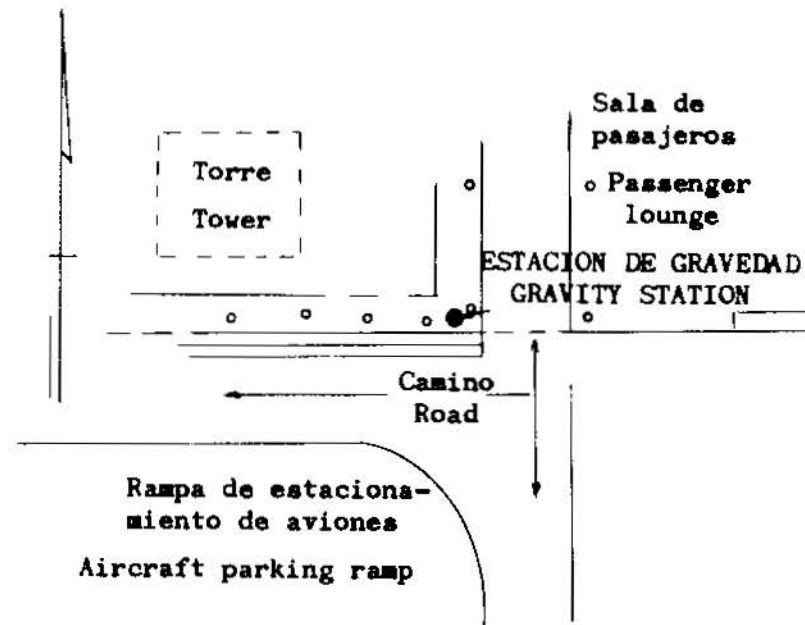 Sala de
pasajeros
Passenger
lounge
Torre
Tower
ESTACION DE GRAVEDAD
GRAVITY STATION
Camino
Road
Rampa de estaciona-
miento de aviones
Aircraft parking ramp